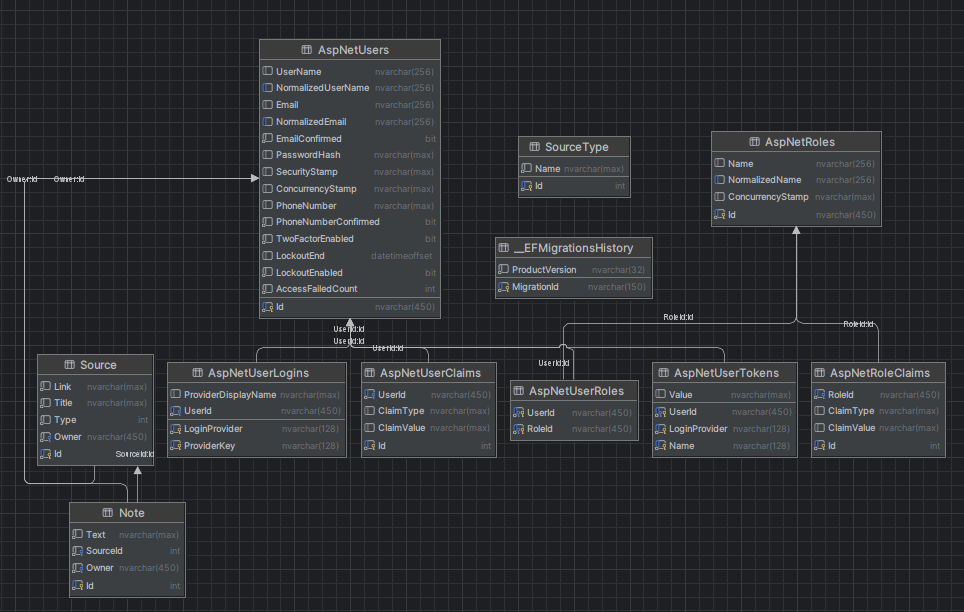 AspNetUsers
UserName nvarchar(256)
NormalizedUserName nvarchar(256)
Email nvarchar(256)
NormalizedEmail nvarchar(256)
EmailConfirmed bit
PasswordHash nvarchar(max)
SecurityStamp nvarchar(max)
ConcurrencyStamp nvarchar(max)
PhoneNumber nvarchar(max)
PhoneNumberConfirmed bit
TwoFactorEnabled bit
LockoutEnd datetimeoffset
LockoutEnabled bit
AccessFailedCount int
Id nvarchar(450)
SourceType
Name nvarchar(max)
Id int
AspNetRoles
Name nvarchar(256)
NormalizedName nvarchar(256)
ConcurrencyStamp nvarchar(max)
Id nvarchar(450)
__EFMigrationsHistory
ProductVersion nvarchar(32)
MigrationId nvarchar(150)
Owner:Id
Owner:Id
UserId:Id
UserId:Id
UserId:Id
UserId:Id
RoleId:Id
RoleId:Id
Source
Link nvarchar(max)
Title nvarchar(max)
Type int
Owner nvarchar(450)
Id SourceId:Id
AspNetUserLogins
ProviderDisplayName nvarchar(max)
UserId nvarchar(450)
LoginProvider nvarchar(128)
ProviderKey nvarchar(128)
AspNetUserClaims
UserId nvarchar(450)
ClaimType nvarchar(max)
ClaimValue nvarchar(max)
Id int
AspNetUserRoles
UserId nvarchar(450)
RoleId nvarchar(450)
AspNetUserTokens
Value nvarchar(max)
UserId nvarchar(450)
LoginProvider nvarchar(128)
Name nvarchar(128)
AspNetRoleClaims
RoleId nvarchar(450)
ClaimType nvarchar(max)
ClaimValue nvarchar(max)
Id int
Note
Text nvarchar(max)
SourceId int
Owner nvarchar(450)
Id int